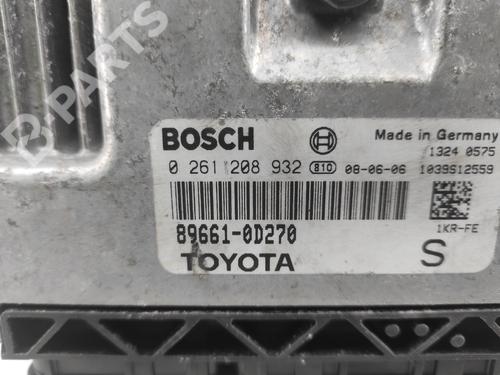 B-PARTS
BOSCH
Made in Germany
1324 0575
0 261 208 932 810 08-06-06 1039S12559
89661-0D270
1KR-FE
TOYOTA
S